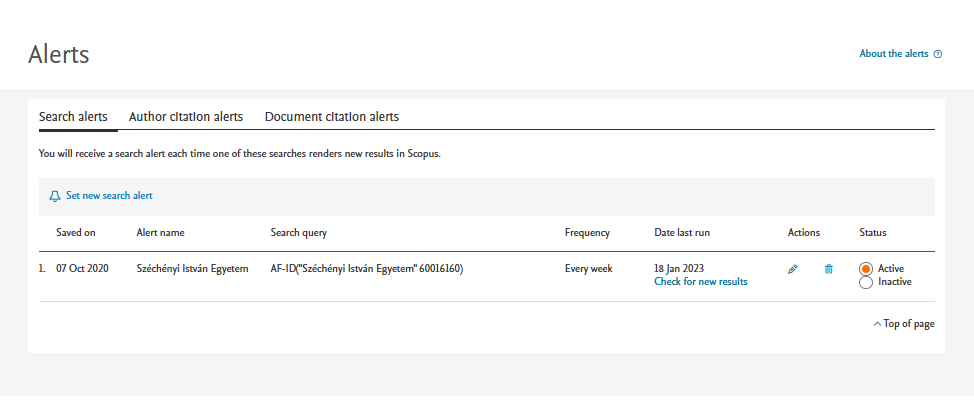 Alerts
About the alerts
Search alerts Author citation alerts Document citation alerts
You will receive a search alert each time one of these searches renders new results in Scopus.
Set new search alert
Saved on Alert name Search query Frequency Date last run Actions Status
1. 07 Oct 2020 Széchényi István Egyetem AF-ID("Széchényi István Egyetem" 60016160) Every week 18 Jan 2023 Active
Check for new results Inactive
Top of page